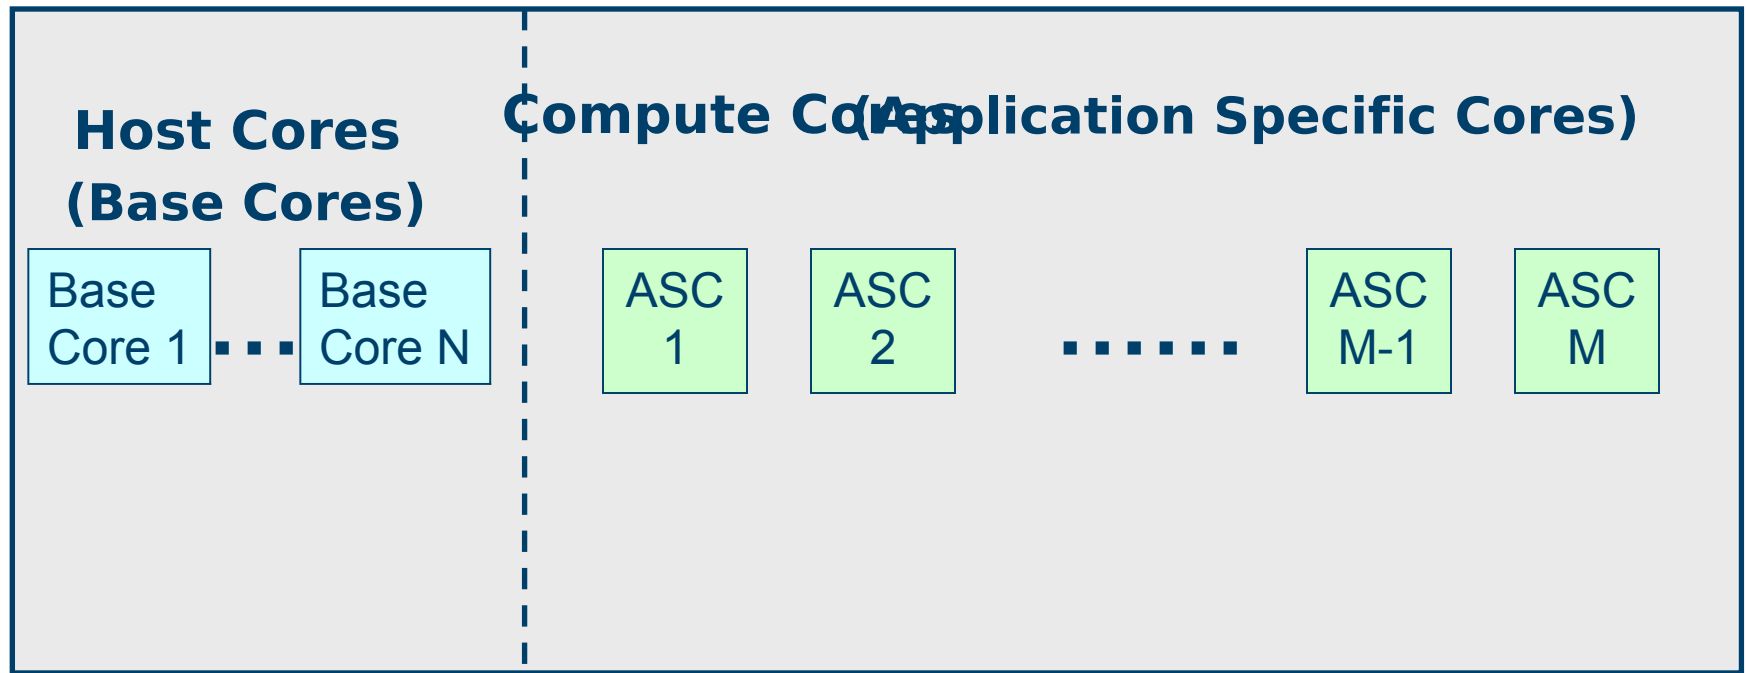 Host Cores
(Base Cores)
Compute Cores (Application Specific Cores)
Base
Core 1
Base
Core N
ASC
1
ASC
2
ASC
M-1
ASC
M